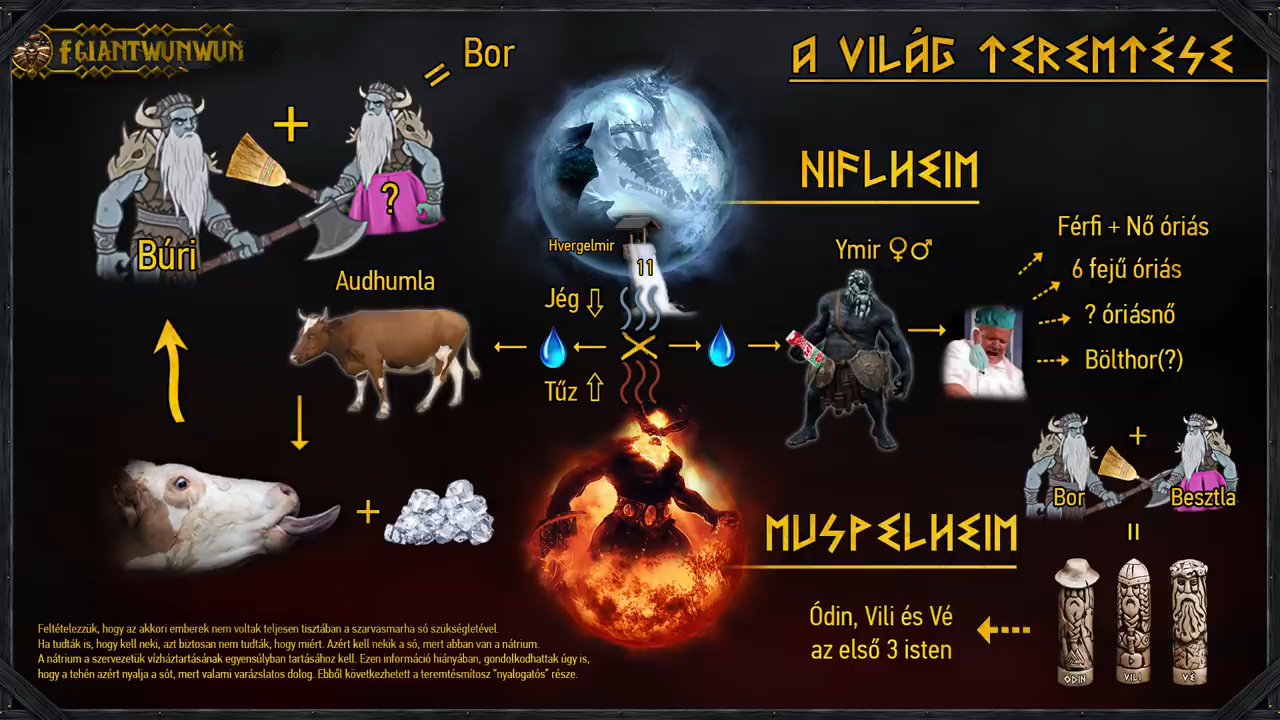 fGIANTWUNWUN
A VILÁG TEREMTÉSE
Bor
+
=
?
Búri
NIFLHEIM
Hvergelmir
11
Ymir ♀♂
Férfi + Nő óriás
6 fejű óriás
? óriásnő
Bölthor(?)
Audhumla
Jég ⇩
Tűz ⇧
+
+
Bor
Besztla
=
MUSPELHEIM
Ódin, Vili és Vé
az első 3 isten
ODIN
VILI
VÉ
Feltételezzük, hogy az akkori emberek nem voltak teljesen tisztában a szarvasmarha só szükségletével.
Ha tudták is, hogy kell neki, azt biztosan nem tudták, hogy miért. Azért kell nekik a só, mert abban van a nátrium.
A nátrium a szervezetük vízháztartásának egyensúlyban tartásához kell. Ezen információ hiányában, gondolkodhattak úgy is,
hogy a tehén azért nyalja a sót, mert valami varázslatos dolog. Ebből következhetett a teremtésmítosz "nyalogatós" része.